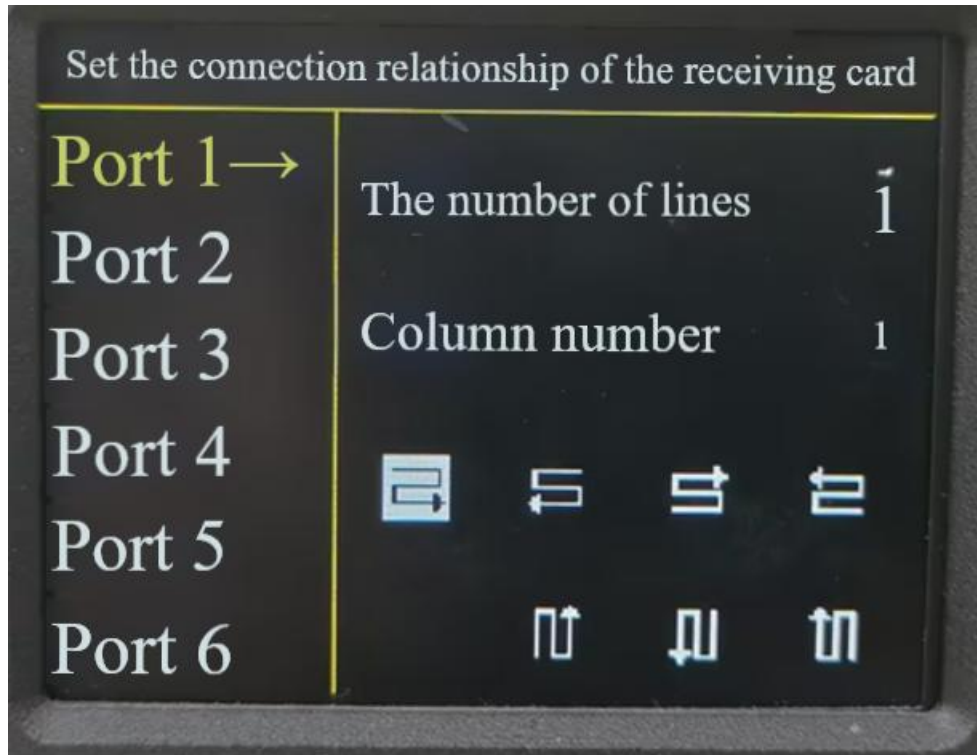 Set the connection relationship of the receiving card
Port 1→
Port 2
Port 3
Port 4
Port 5
Port 6
The number of lines 1
Column number 1